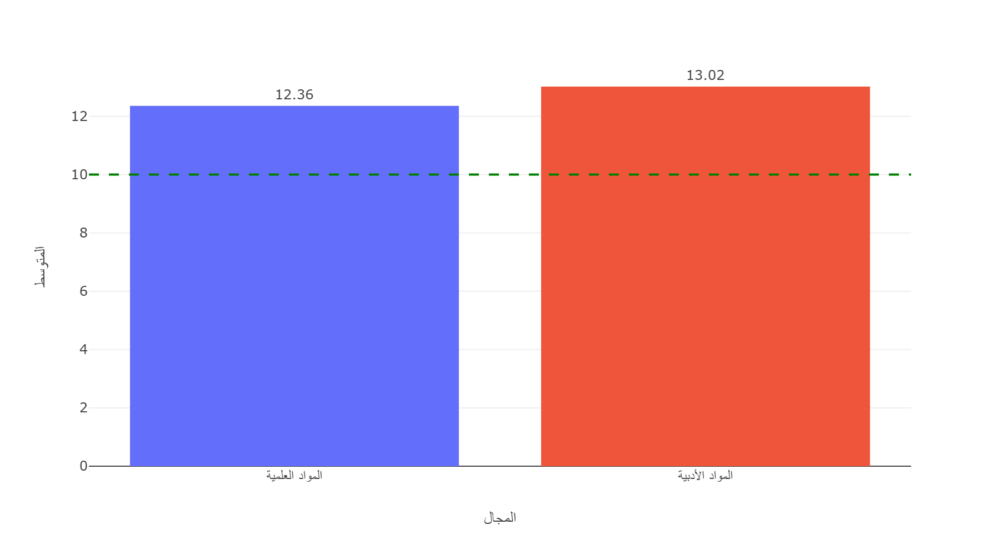 13.02
12.36
12
10
8
6
4
2
0
المتوسط
المواد العلمية
المواد الأدبية
المجال